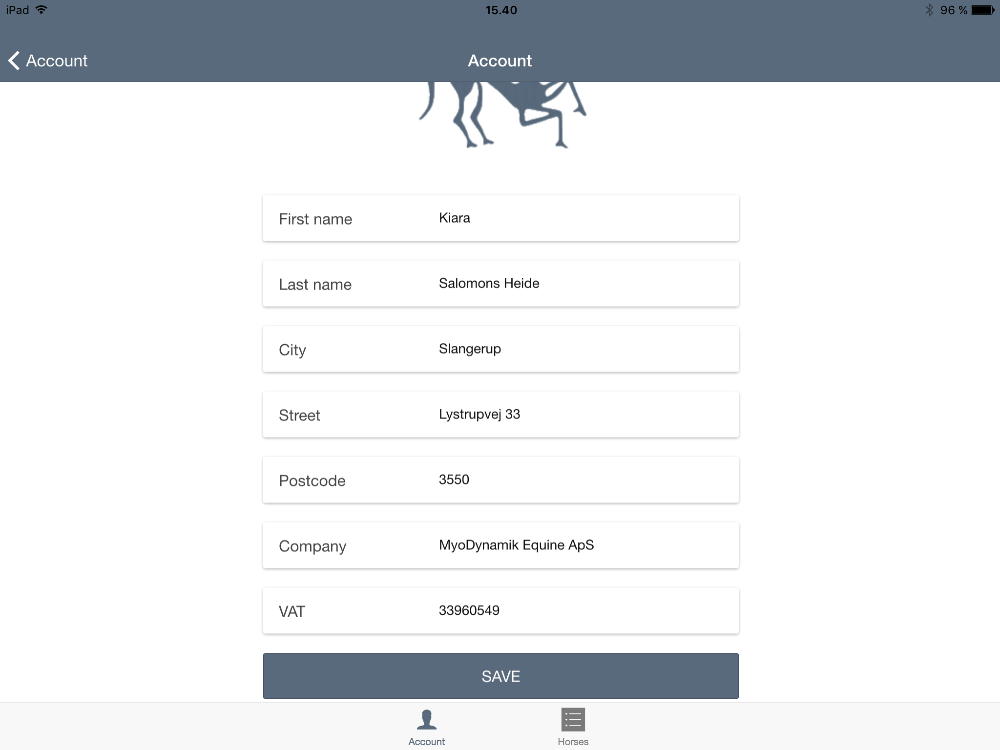 iPad 15.40 96 %
Account Account
First name Kiara
Last name Salomons Heide
City Slangerup
Street Lystrupvej 33
Postcode 3550
Company MyoDynamik Equine ApS
VAT 33960549
SAVE
Account Horses